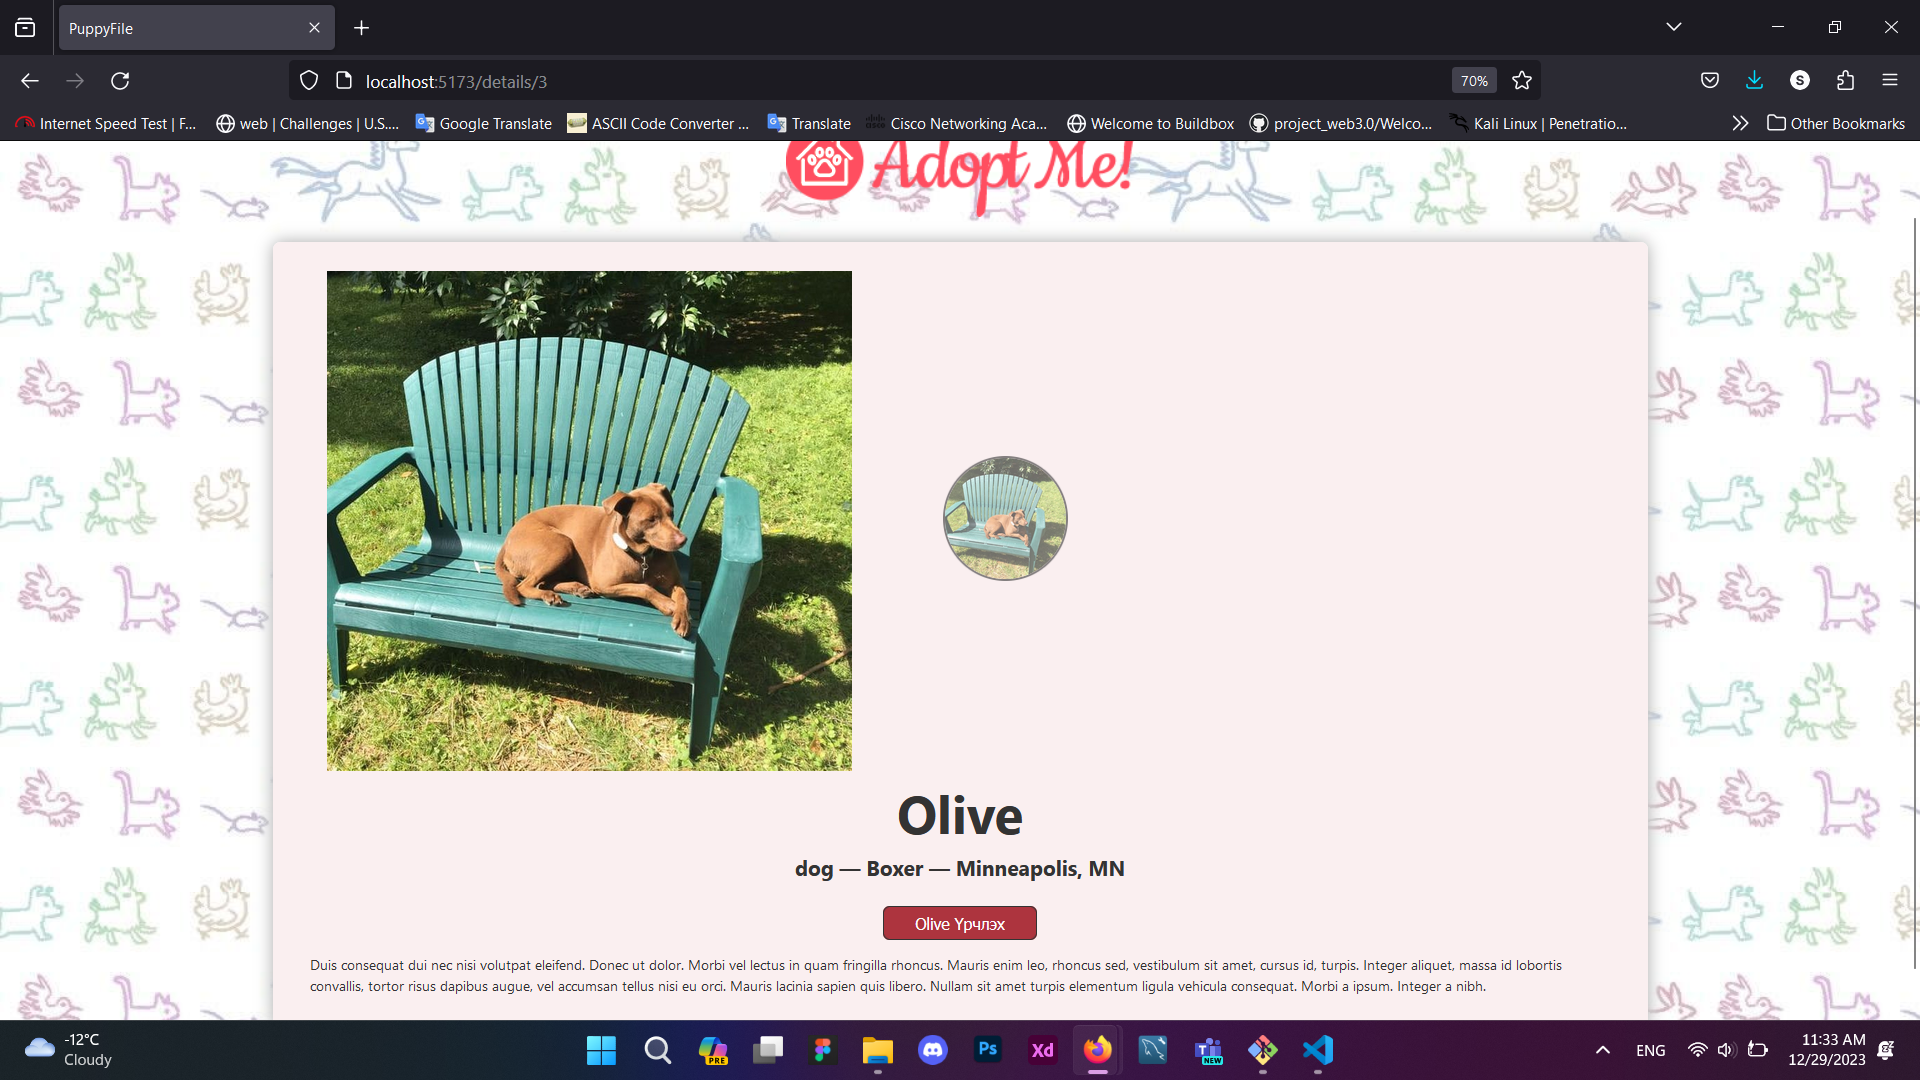 PuppyFile
localhost:5173/details/3
70%
S
Internet Speed Test | F...
web | Challenges | U.S....
Google Translate
ASCII Code Converter ...
Translate
Cisco Networking Aca...
Welcome to Buildbox
project_web3.0/Welco...
Kali Linux | Penetratio...
Other Bookmarks
Adopt Me!
Olive
dog — Boxer — Minneapolis, MN
Olive Үрчлэх
Duis consequat dui nec nisi volutpat eleifend. Donec ut dolor. Morbi vel lectus in quam fringilla rhoncus. Mauris enim leo, rhoncus sed, vestibulum sit amet, cursus id, turpis. Integer aliquet, massa id lobortis
convallis, tortor risus dapibus augue, vel accumsan tellus nisi eu orci. Mauris lacinia sapien quis libero. Nullam sit amet turpis elementum ligula vehicula consequat. Morbi a ipsum. Integer a nibh.
-12°C
Cloudy
PRE
Ps
Xd
NEW
ENG
11:33 AM
12/29/2023